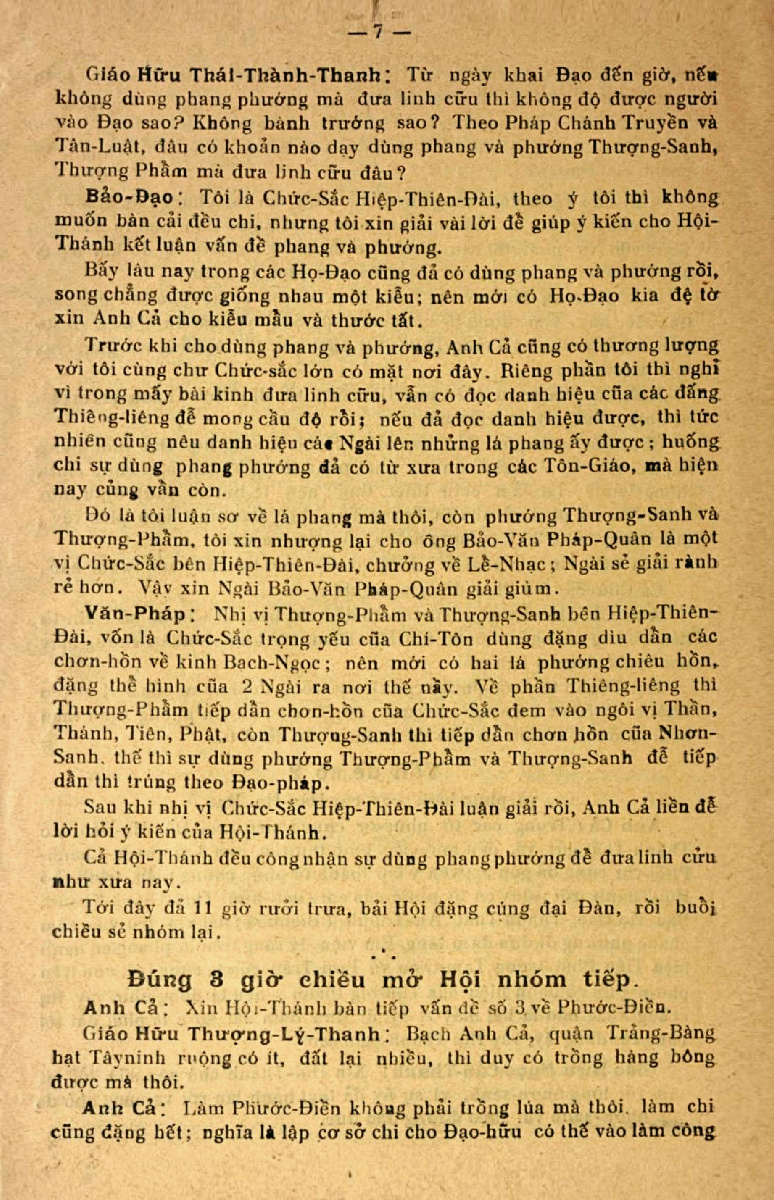 — 7 —
Giáo Hữu Thái-Thành-Thanh: Từ ngày khai Đạo đến giờ, nếu
không dùng phang phướng mà đưa linh cữu thì không độ được người
vào Đạo sao? Không bành trướng sao? Theo Pháp Chánh Truyền và
Tân-Luật, đâu có khoản nào dạy dùng phang và phướng Thượng-Sanh,
Thượng Phẩm mà đưa linh cữu đâu?
Bảo-Đạo: Tôi là Chức-Sắc Hiệp-Thiên-Đài, theo ý tôi thì không
muốn bàn cải đều chi, nhưng tôi xin giải vài lời để giúp ý kiến cho Hội-
Thánh kết luận vấn đề phang và phướng.
Bấy lâu nay trong các Họ-Đạo cũng đả có dùng phang và phướng rồi,
song chẳng được giống nhau một kiểu; nên mới có Họ-Đạo kia đệ tờ
xin Anh Cả cho kiểu mẫu và thước tất.
Trước khi cho dùng phang và phướng, Anh Cả cũng có thương lượng
với tôi cùng chư Chức-sắc lớn có mặt nơi đây. Riêng phần tôi thì nghỉ
vì trong mấy bài kinh đưa linh cữu, vẫn có đọc danh hiệu của các đấng
Thiêng-liêng để mong cầu độ rồi; nếu đả đọc danh hiệu được, thì tức
nhiên cũng nêu danh hiệu các Ngài lên những lá phang ấy được; huống
chi sự dùng phang phướng đả có từ xưa trong các Tôn-Giáo, mà hiện
nay củng vẫn còn.
Đó là tôi luận sơ về lá phang mà thôi, còn phướng Thượng-Sanh và
Thượng-Phẩm, tôi xin nhượng lại cho ông Bảo-Văn Pháp-Quân là một
vị Chức-Sắc bên Hiệp-Thiên-Đài, chưởng về Lễ-Nhạc; Ngài sẻ giải rành
rẻ hơn. Vậy xin Ngài Bảo-Văn Pháp-Quân giải giùm.
Văn-Pháp: Nhị vị Thượng-Phẩm và Thượng-Sanh bên Hiệp-Thiên-
Đài, vốn là Chức-Sắc trọng yếu của Chí-Tôn dùng đặng dìu dẫn các
chơn-hồn về kinh Bạch-Ngọc; nên mới có hai lá phướng chiêu hồn,
đặng thể hình của 2 Ngài ra nơi thế nầy. Về phần Thiêng-liêng thì
Thượng-Phẩm tiếp dẫn chơn-hồn của Chức-Sắc đem vào ngôi vị Thần,
Thánh, Tiên, Phật, còn Thượng-Sanh thì tiếp dẫn chơn hồn của Nhơn-
Sanh. thế thì sự dùng phướng Thượng-Phẩm và Thượng-Sanh để tiếp
dẫn thì trúng theo Đạo-pháp.
Sau khi nhị vị Chức-Sắc Hiệp-Thiên-Đài luận giải rồi, Anh Cả liền để
lời hỏi ý kiến của Hội-Thánh.
Cả Hội-Thánh đều công nhận sự dùng phang phướng để đưa linh cửu
như xưa nay.
Tới đây đả 11 giờ rưởi trưa, bải Hội đặng cúng đại Đàn, rồi buổi
chiều sẻ nhóm lại.
Đúng 3 giờ chiều mở Hội nhóm tiếp.
Anh Cả: Xin Hội-Thánh bàn tiếp vấn đề số 3 về Phước-Điền.
Giáo Hữu Thượng-Lý-Thanh: Bạch Anh Cả, quận Trảng-Bàng
hạt Tâyninh ruộng có ít, đất lại nhiều, thì duy có trồng hàng bông
được mà thôi.
Anh Cả: Làm Phước-Điền không phải trồng lúa mà thôi. làm chi
cũng đặng hết; nghĩa là lập cơ sở chi cho Đạo-hữu có thể vào làm công